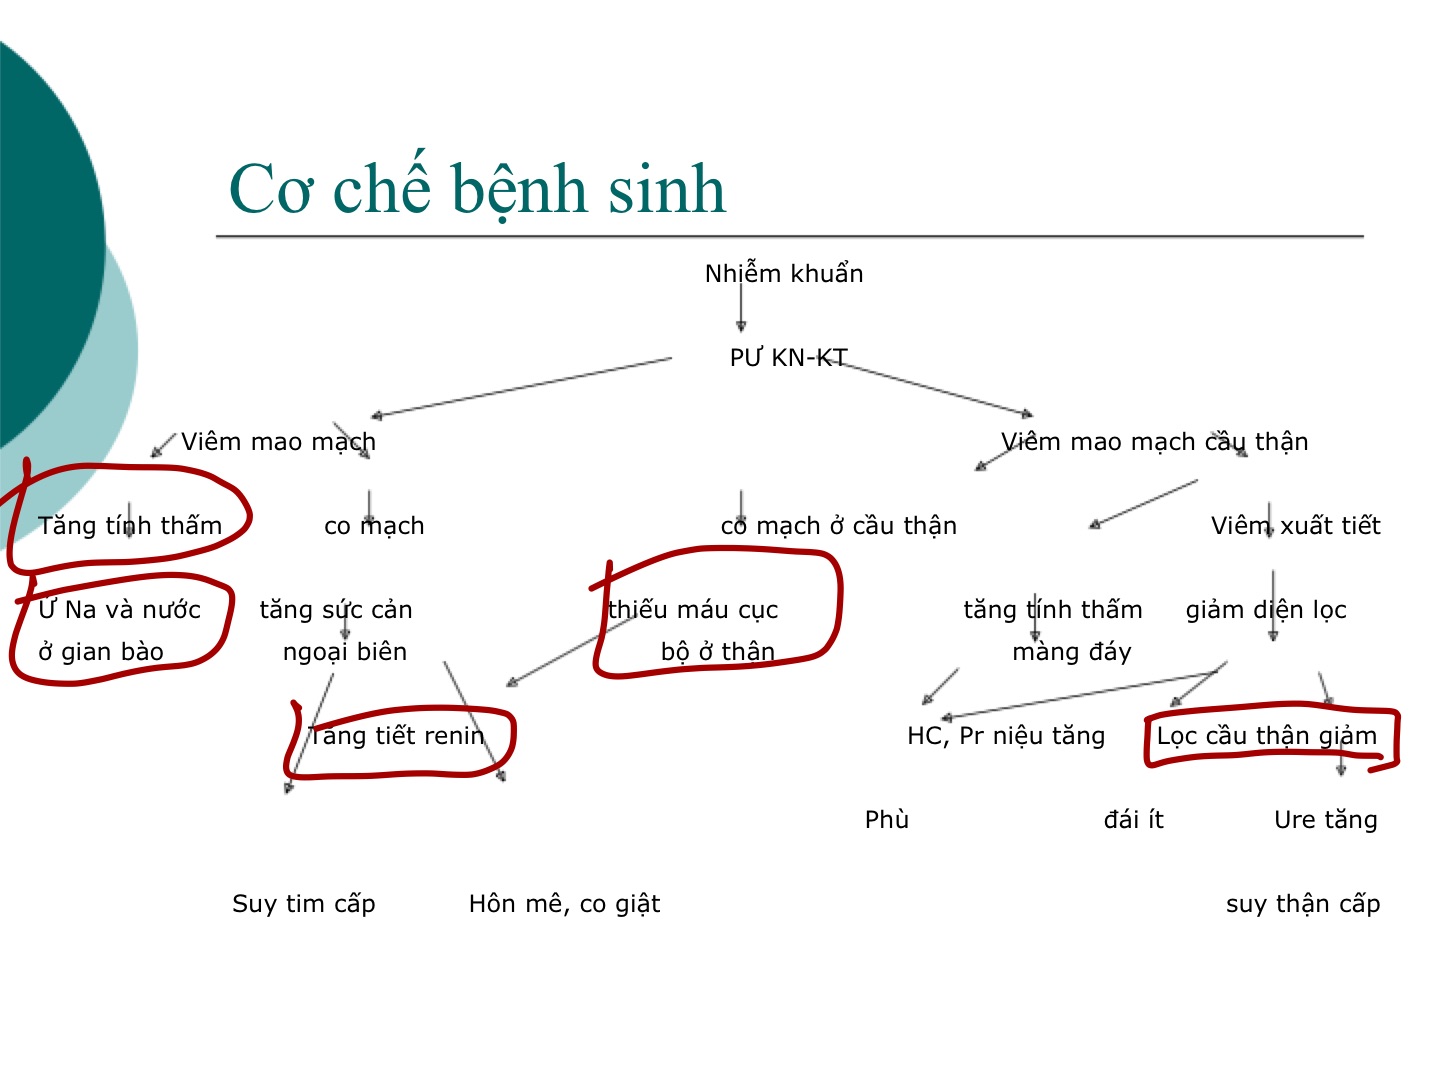 Cơ chế bệnh sinh
Nhiễm khuẩn
PƯ KN-KT
Viêm mao mạch
Viêm mao mạch cầu thận
Tăng tính thấm
co mạch
co mạch ở cầu thận
Viêm xuất tiết
Ứ Na và nước
tăng sức cản
thiếu máu cục
tăng tính thấm
giảm diện lọc
ở gian bào
ngoại biên
bộ ở thận
màng đáy
Tăng tiết renin
HC, Pr niệu tăng
Lọc cầu thận giảm
Phù
đái ít
Ure tăng
Suy tim cấp
Hôn mê, co giật
suy thận cấp